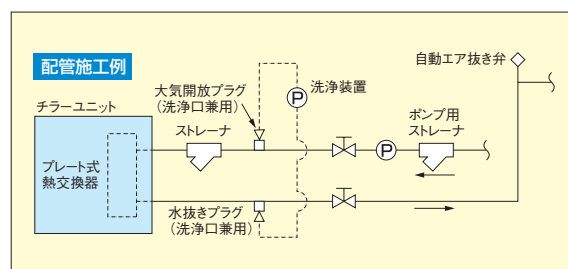 配管施工例
自動エア抜き弁
大気開放プラグ
(洗浄口兼用)
P
洗浄装置
チラーユニット
ストレーナ
ポンプ用
ストレーナ
P
プレート式
熱交換器
水抜きプラグ
(洗浄口兼用)